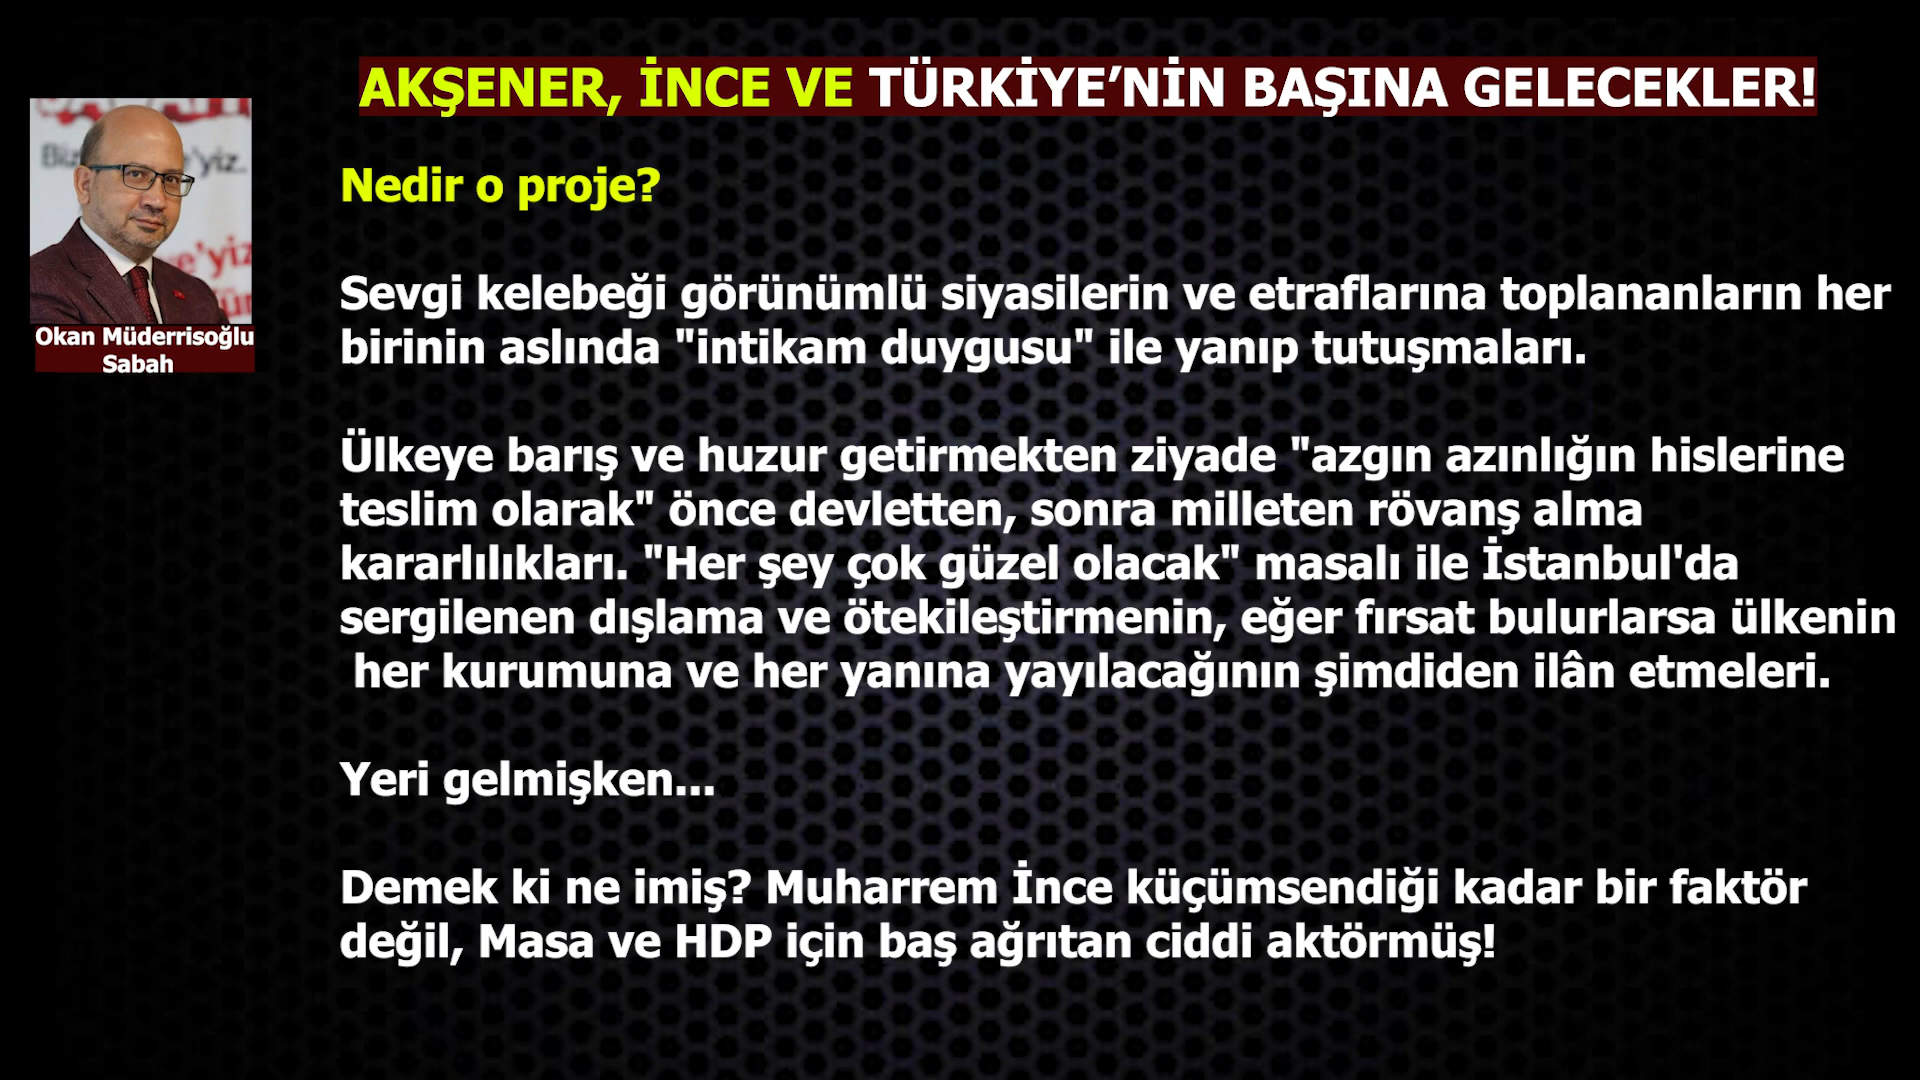 AKŞENER, İNCE VE TÜRKİYE’NİN BAŞINA GELECEKLER!
Okan Müderrisoğlu
Sabah
Nedir o proje?
Sevgi kelebeği görünümlü siyasilerin ve etraflarına toplananların her
birinin aslında "intikam duygusu" ile yanıp tutuşmaları.
Ülkeye barış ve huzur getirmekten ziyade "azgın azınlığın hislerine
teslim olarak" önce devletten, sonra milleten rövanş alma
kararlılıkları. "Her şey çok güzel olacak" masalı ile İstanbul'da
sergilenen dışlama ve ötekileştirmenin, eğer fırsat bulurlarsa ülkenin
her kurumuna ve her yanına yayılacağının şimdiden ilân etmeleri.
Yeri gelmişken...
Demek ki ne imiş? Muharrem İnce küçümsendiği kadar bir faktör
değil, Masa ve HDP için baş ağrıtan ciddi aktörmüş!